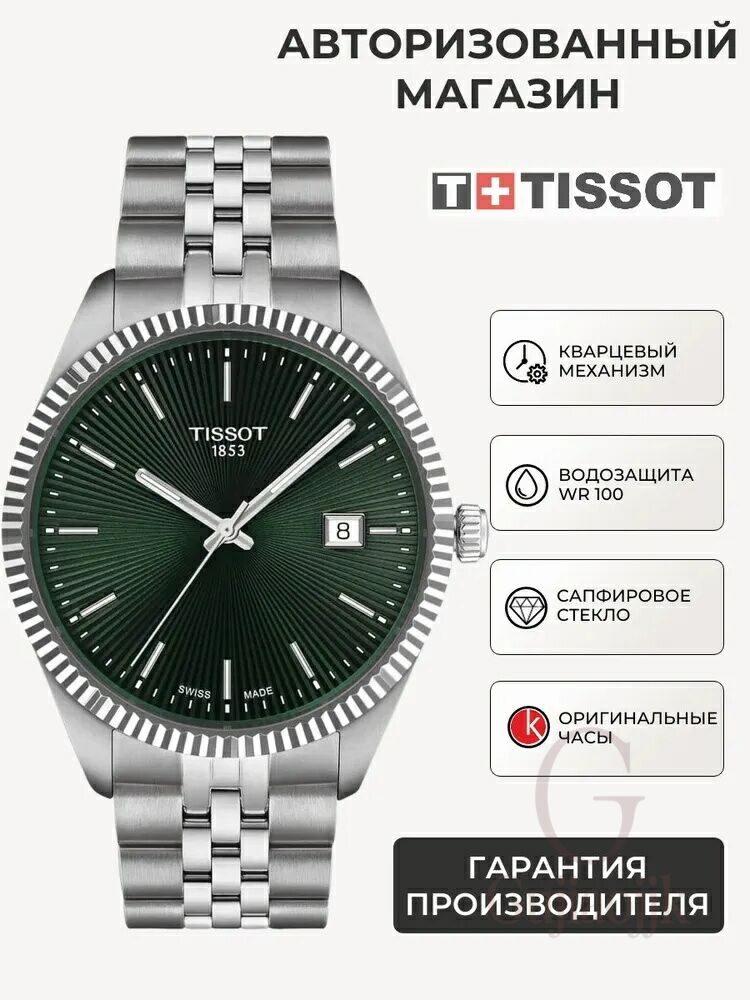 АВТОРИЗОВАННЫЙ
МАГАЗИН
T+TISSOT
КВАРЦЕВЫЙ
МЕХАНИЗМ
TISSOT
1853
8
ВОДОЗАЩИТА
WR 100
САПФИРОВОЕ
СТЕКЛО
SWISS MADE
k
ОРИГИНАЛЬНЫЕ
ЧАСЫ
G
ГАРАНТИЯ
ПРОИЗВОДИТЕЛЯ